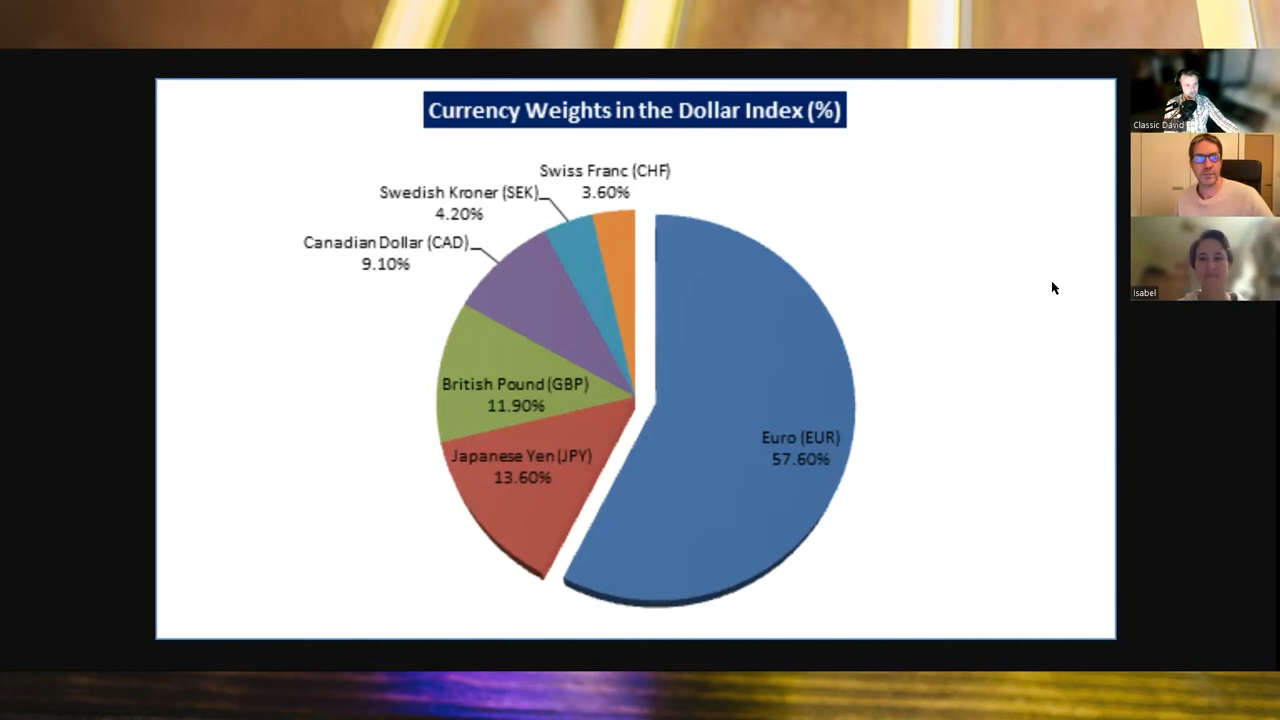 Currency Weights in the Dollar Index (%)
Swiss Franc (CHF)
3.60%
Swedish Kroner (SEK)
4.20%
Canadian Dollar (CAD)
9.10%
British Pound (GBP)
11.90%
Japanese Yen (JPY)
13.60%
Euro (EUR)
57.60%
Classic David
isabel